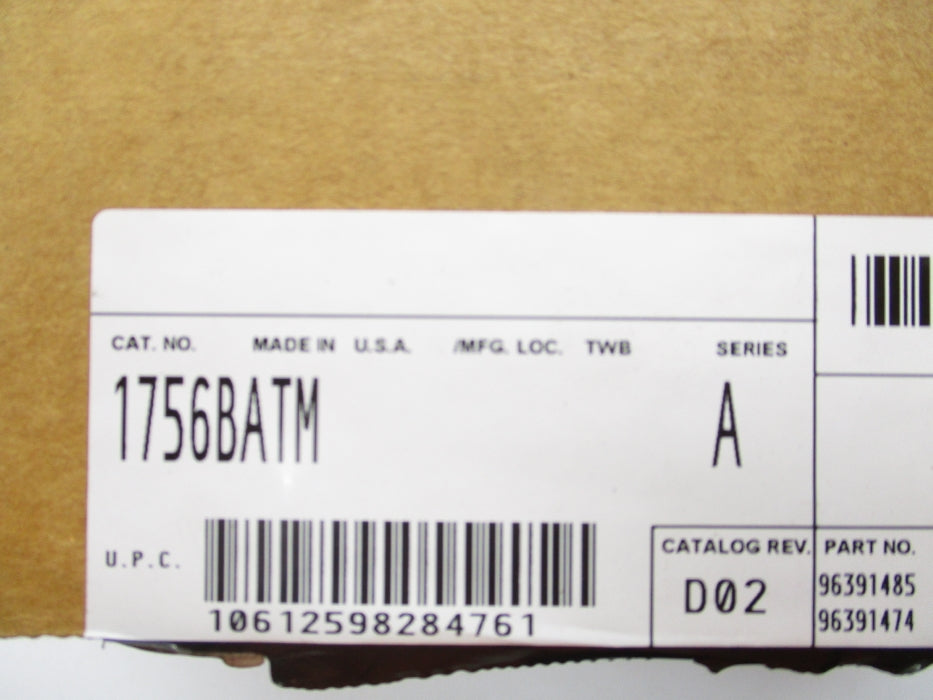 CAT. NO. MADE IN U.S.A. /MFG. LOC. TWB SERIES
1756BATM A
U.P.C.
10612598284761
CATALOG REV. PART NO.
D02 96391485
96391474